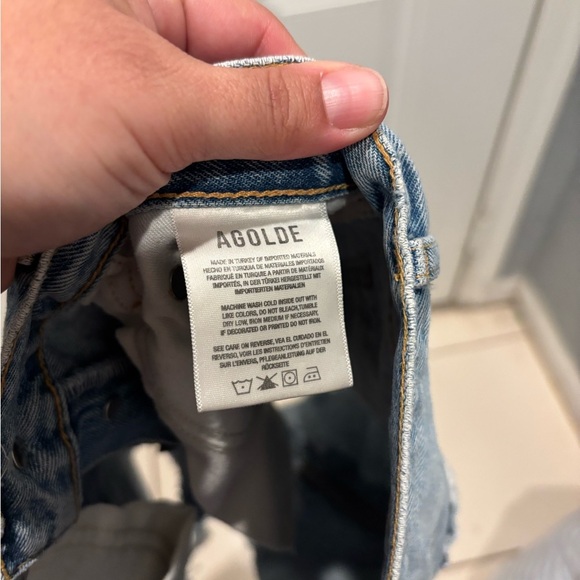 AGOLDE
MADE IN TURKEY OF IMPORTED MATERIALS
HECHO EN TURQUIA DE MATERIALES IMPORTADOS
FABRIQUÉ EN TURQUIA A PARTIR DE MATÉRIAUX
IMPORTÉS, IN DER TÜRKEI HERGESTELLT MIT
IMPORTIERTEN MATERIALIEN
MACHINE WASH COLD INSIDE OUT WITH
LIKE COLORS, DO NOT BLEACH,TUMBLE
DRY LOW, IRON MEDIUM IF NECESSARY,
IF DECORATED OR PRINTED DO NOT IRON.
SEE CARE ON REVERSE, VEA EL CUIDADO EN EL
REVERSO, VOIR LES INSTRUCTIONS D'ENTRETIEN
SUR L'ENVERS, PFLEGEANLEITUNG AUF DER
RÜCKSEITE